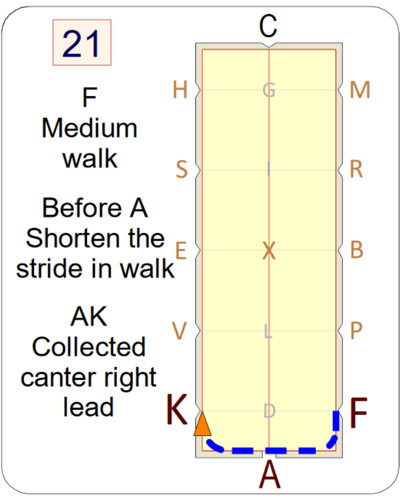 21
F
Medium
walk
Before A
Shorten the
stride in walk
AK
Collected
canter right
lead
C
H G M
S I R
E X B
V L P
K D F
A